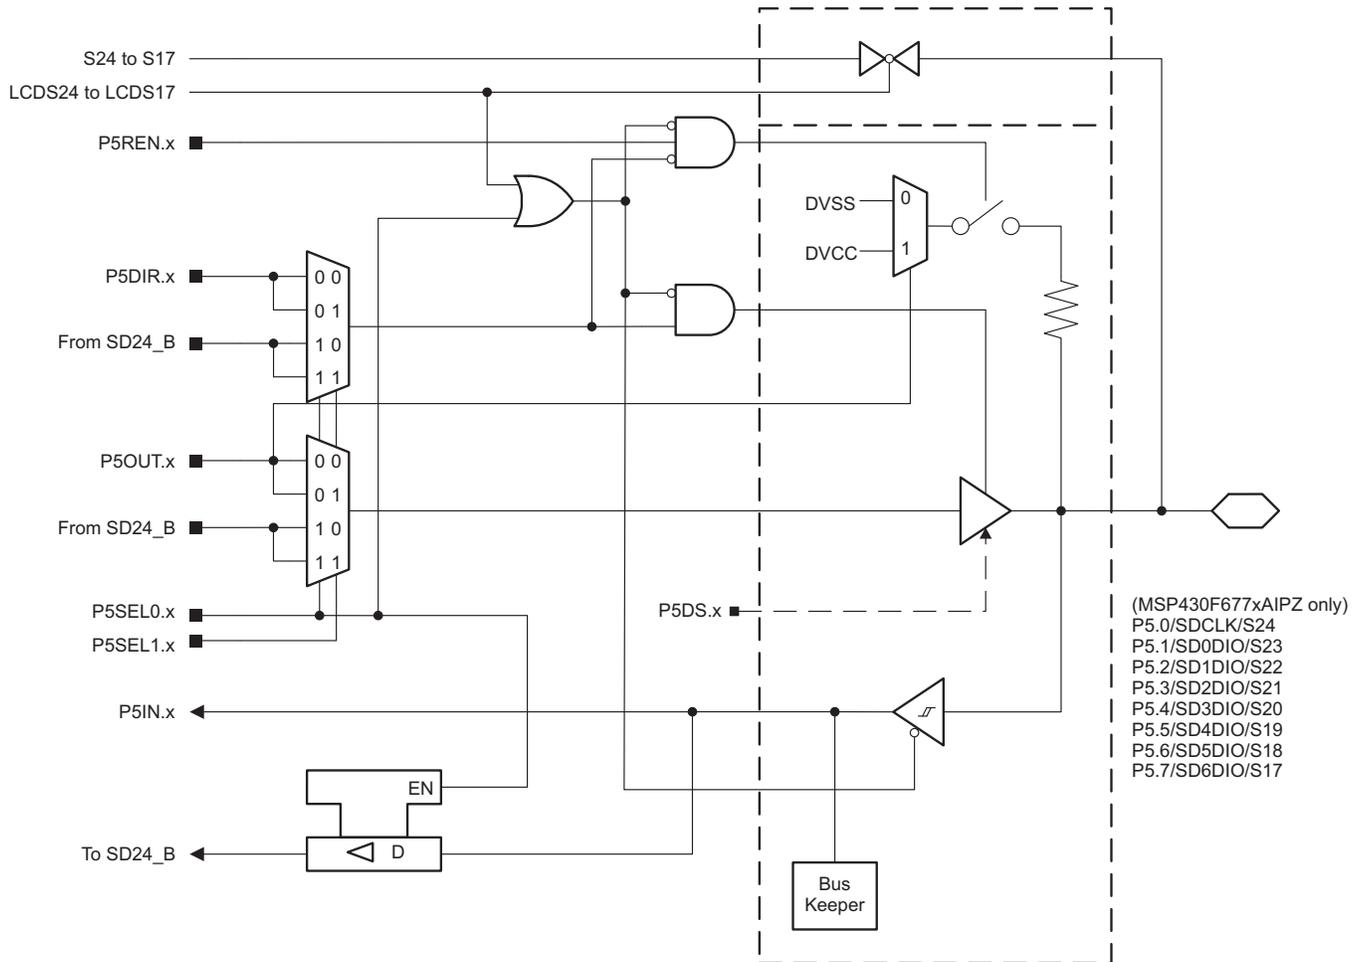 S24 to S17
LCDS24 to LCDS17
P5REN.x
DVSS
0
DVCC
1
P5DIR.x
0 0
0 1
From SD24_B
1 0
1 1
P5OUT.x
0 0
0 1
From SD24_B
1 0
1 1
P5SEL0.x
P5SEL1.x
P5DS.x
(MSP430F677xAIPZ only)
P5.0/SDCLK/S24
P5.1/SD0DIO/S23
P5.2/SD1DIO/S22
P5.3/SD2DIO/S21
P5.4/SD3DIO/S20
P5.5/SD4DIO/S19
P5.6/SD5DIO/S18
P5.7/SD6DIO/S17
P5IN.x
EN
To SD24_B
D
Bus
Keeper